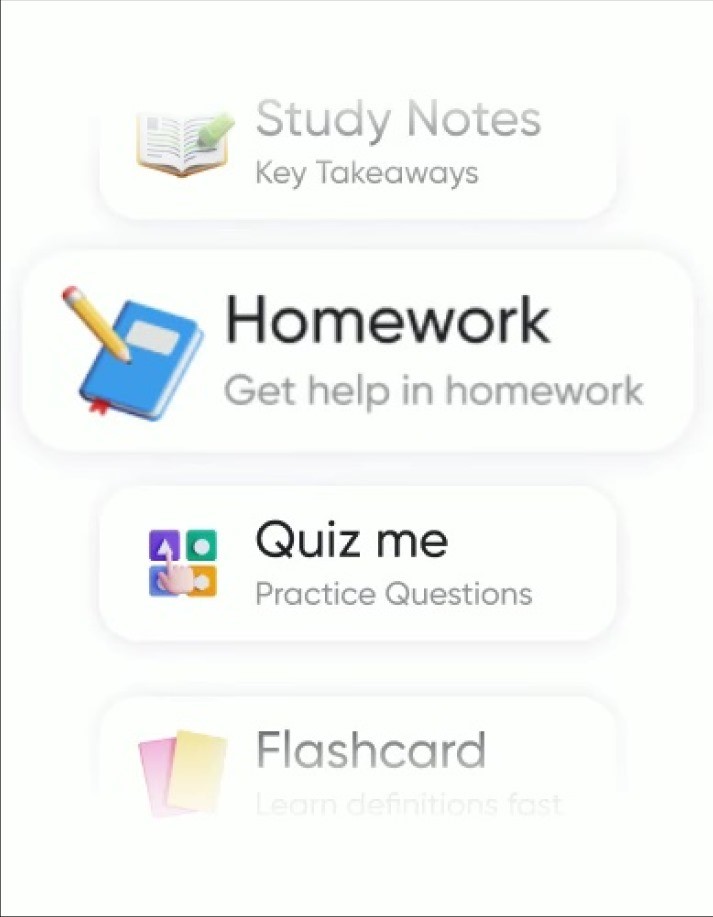 Study Notes
Key Takeaways
Homework
Get help in homework
Quiz me
Practice Questions
Flashcard
Learn definitions fast